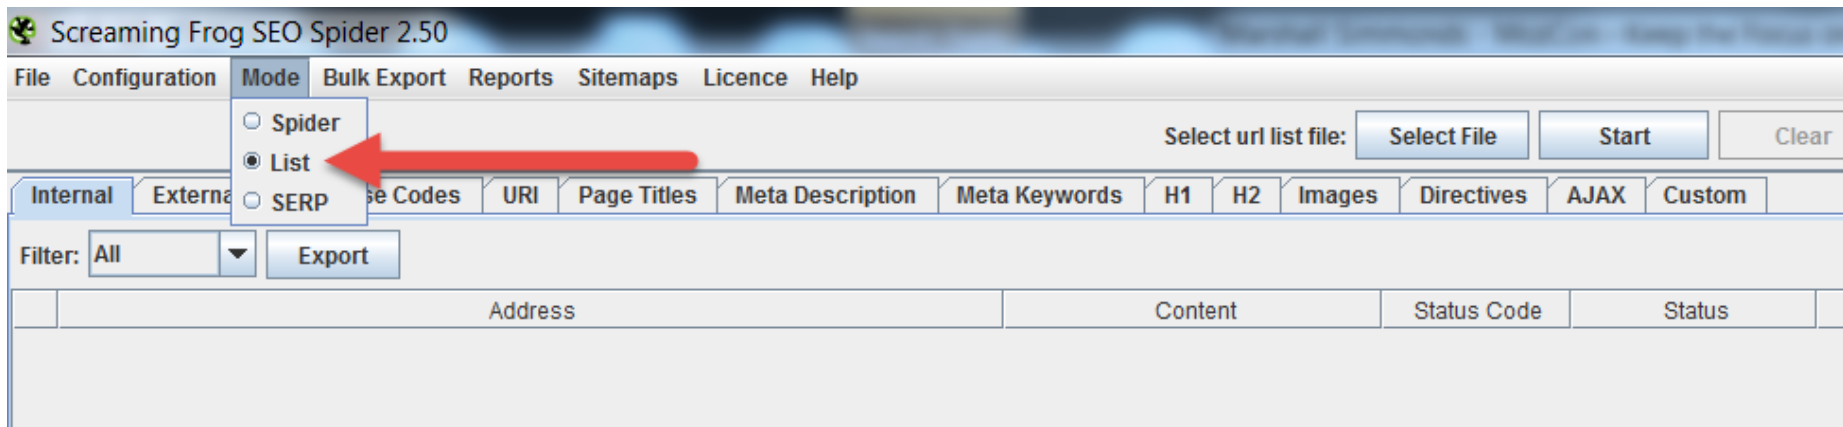 Screaming Frog SEO Spider 2.50
File Configuration Mode Bulk Export Reports Sitemaps Licence Help
Spider
Select url list file: Select File Start Clear
List
Internal Externa se Codes URI Page Titles Meta Description Meta Keywords H1 H2 Images Directives AJAX Custom
SERP
Filter: All Export
Address Content Status Code Status